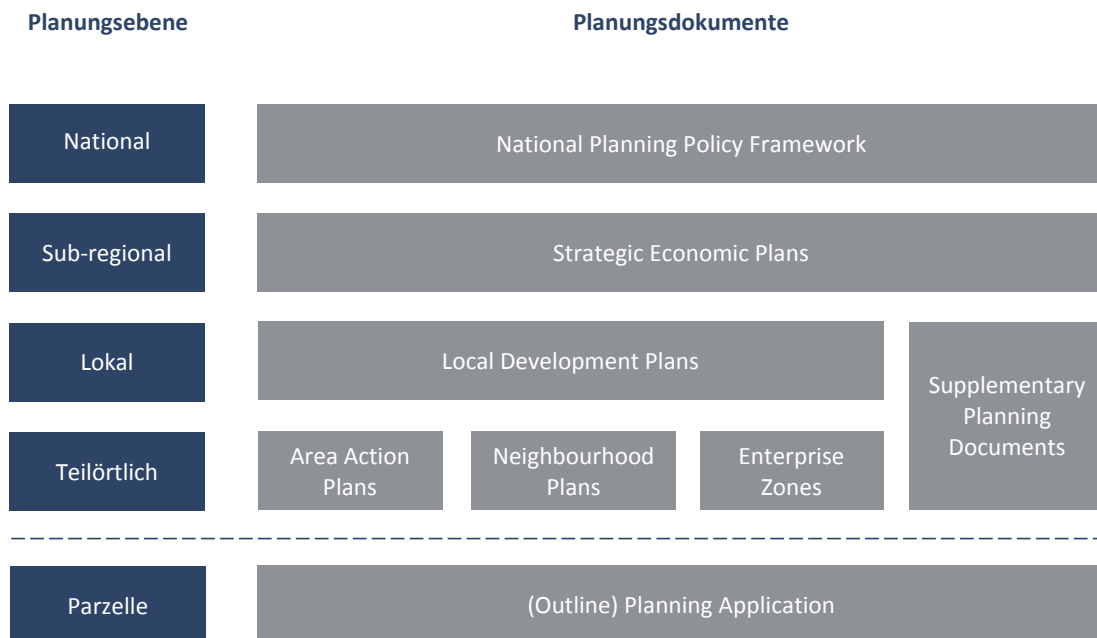 Planungsebene
Planungsdokumente
National
National Planning Policy Framework
Sub-regional
Strategic Economic Plans
Lokal
Local Development Plans
Supplementary
Planning
Documents
Teilörtlich
Area Action
Plans
Neighbourhood
Plans
Enterprise
Zones
Parzelle
(Outline) Planning Application